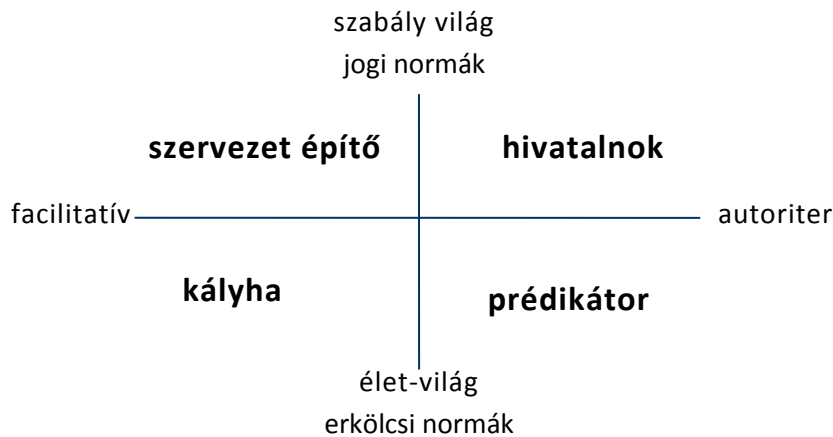 szabály világ
jogi normák
szervezet építő
hivatalnok
facilitatív
autoriter
kályha
prédikátor
élet-világ
erkölcsi normák